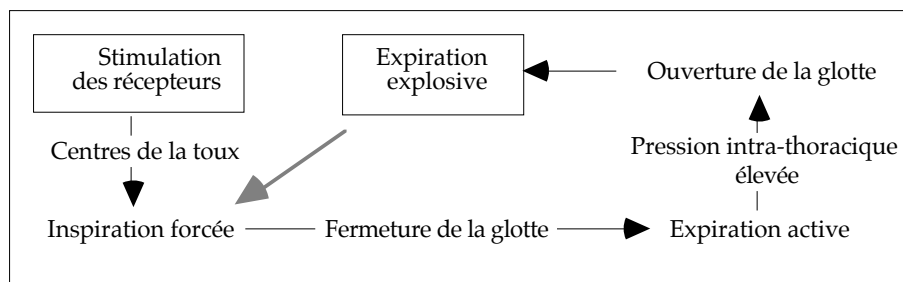 Stimulation
des récepteurs
Expiration
explosive
Ouverture de la glotte
Centres de la toux
Pression intra-thoracique
élevée
Inspiration forcée
Fermeture de la glotte
Expiration active